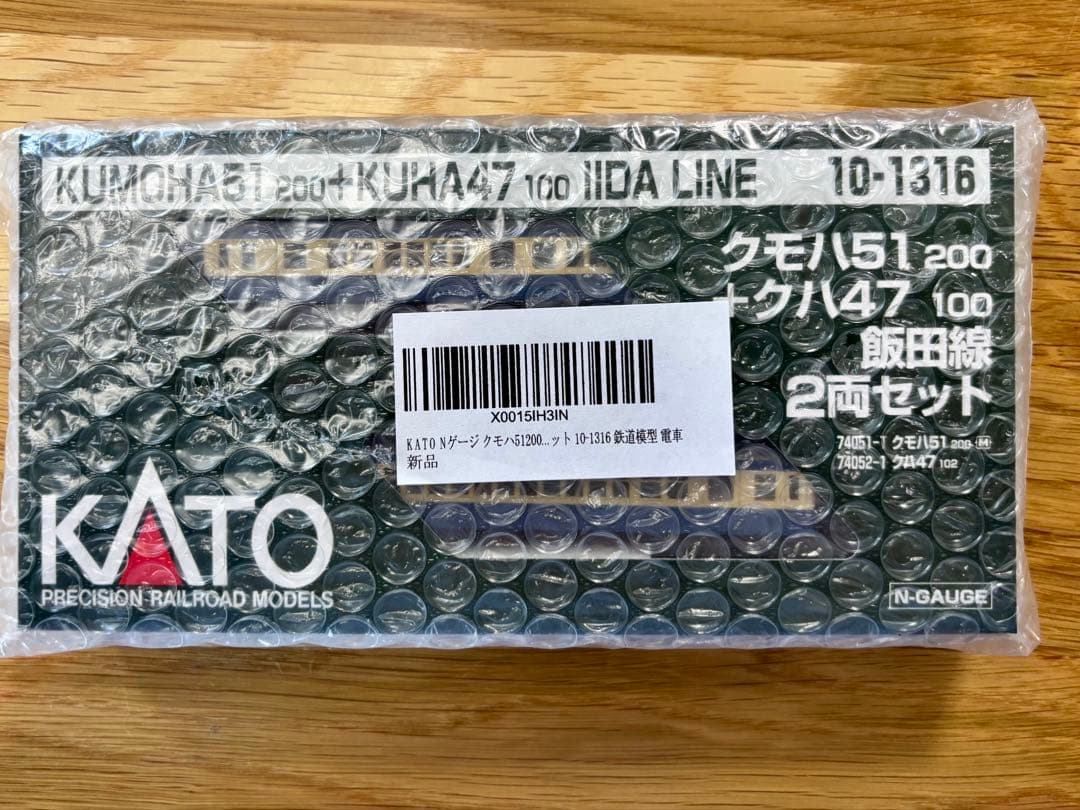 KUMOHA51 200+KUHA47 100 IIDA LINE 10-1316
クモハ51 200
+クハ47 100
飯田線
2両セット
74051-1 クモハ51 200 M
74052-1 クハ47 102
X0015IH3IN
KATO Nゲージ クモハ51200...ット 10-1316 鉄道模型 電車
新品
KATO
PRECISION RAILROAD MODELS
N-GAUGE